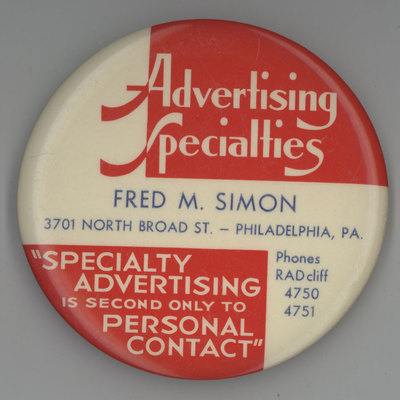 Advertising
Specialties
FRED M. SIMON
3701 NORTH BROAD ST. – PHILADELPHIA, PA.
"SPECIALTY
ADVERTISING
IS SECOND ONLY TO
PERSONAL
CONTACT"
Phones
RADcliff
4750
4751